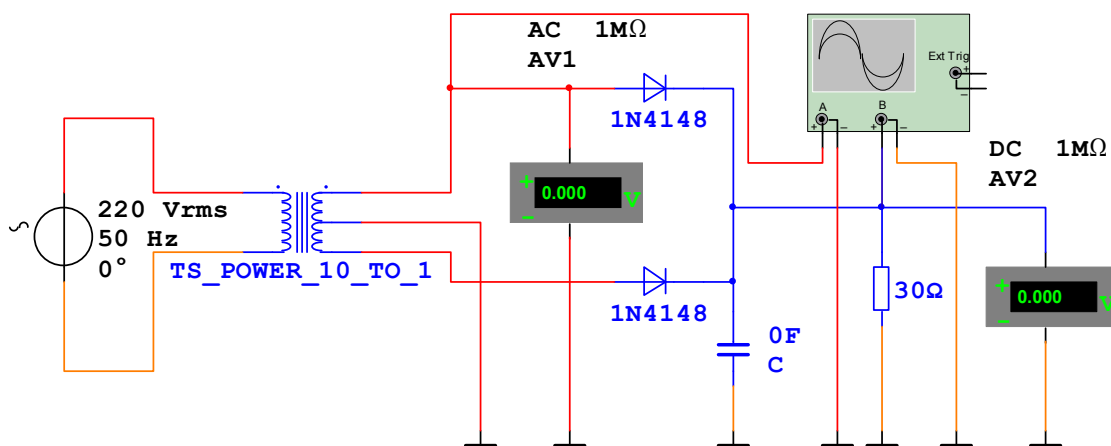 AC 1MΩ
AV1
1N4148
Ext Trig
+
−
A
B
+
−
+
−
DC 1MΩ
AV2
220 Vrms
50 Hz
0°
TS_POWER_10_TO_1
+
0.000
V
−
1N4148
30Ω
+
0.000
V
−
0F
C